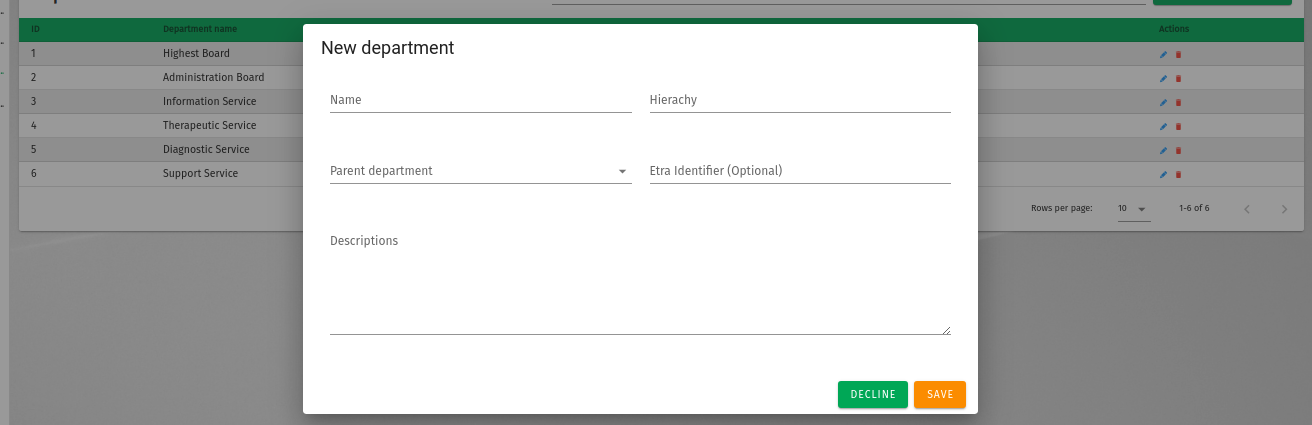 ID Department name Actions
New department
1 Highest Board
2 Administration Board
3 Information Service
4 Therapeutic Service
5 Diagnostic Service
6 Support Service
Name Hierachy
Parent department Etra Identifier (Optional)
Descriptions
Rows per page: 10 1-6 of 6
DECLINE SAVE